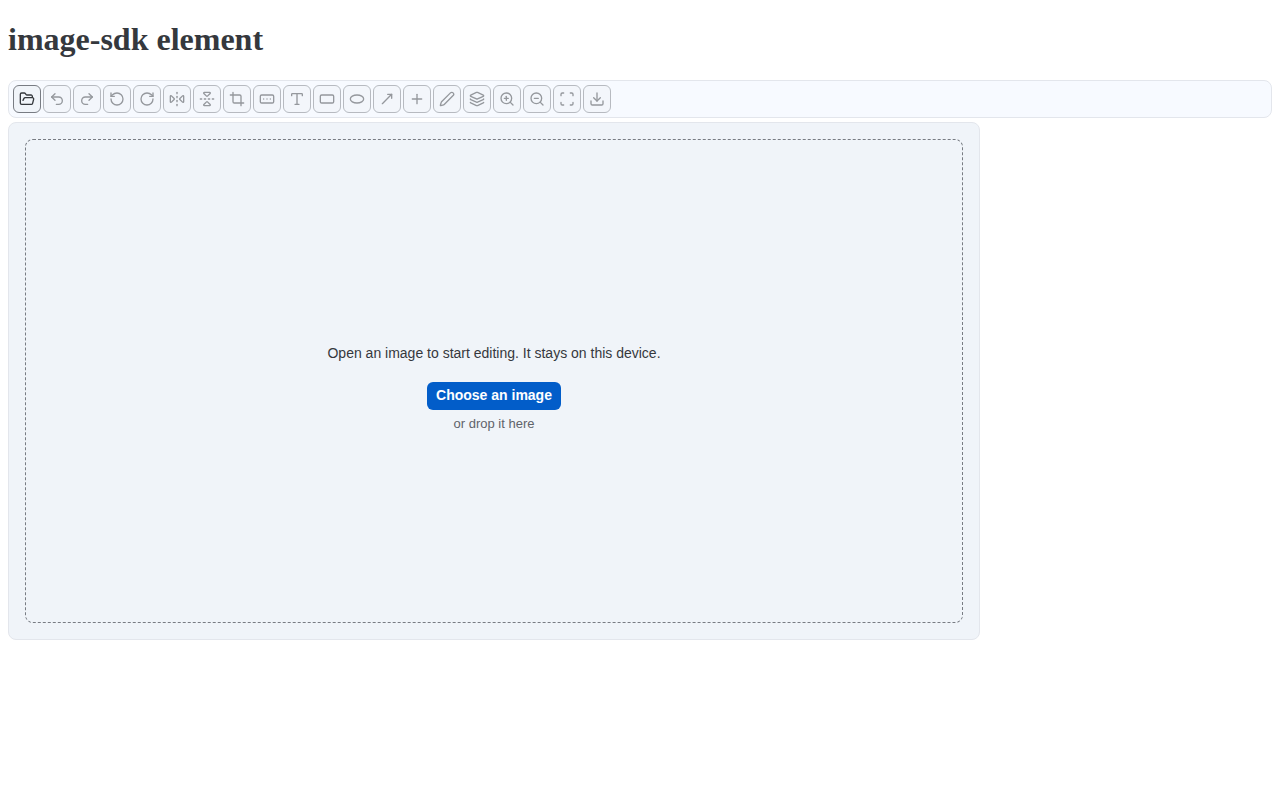 image-sdk element
Open an image to start editing. It stays on this device.
Choose an image
or drop it here